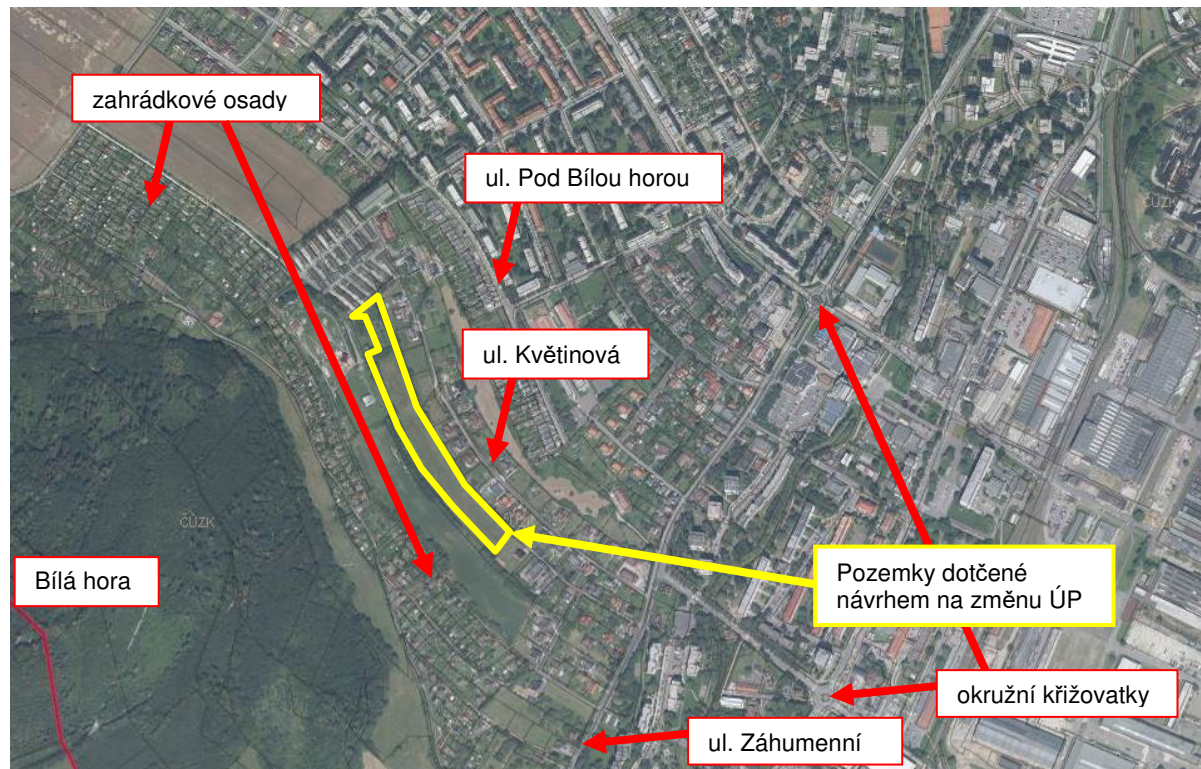 zahrádkové osady
ul. Pod Bílou horou
ČÚZK
ČÚZK
ul. Květinová
ČÚZK
Bílá hora
Pozemky dotčené
návrhem na změnu ÚP
okružní křižovatky
ul. Záhumenní